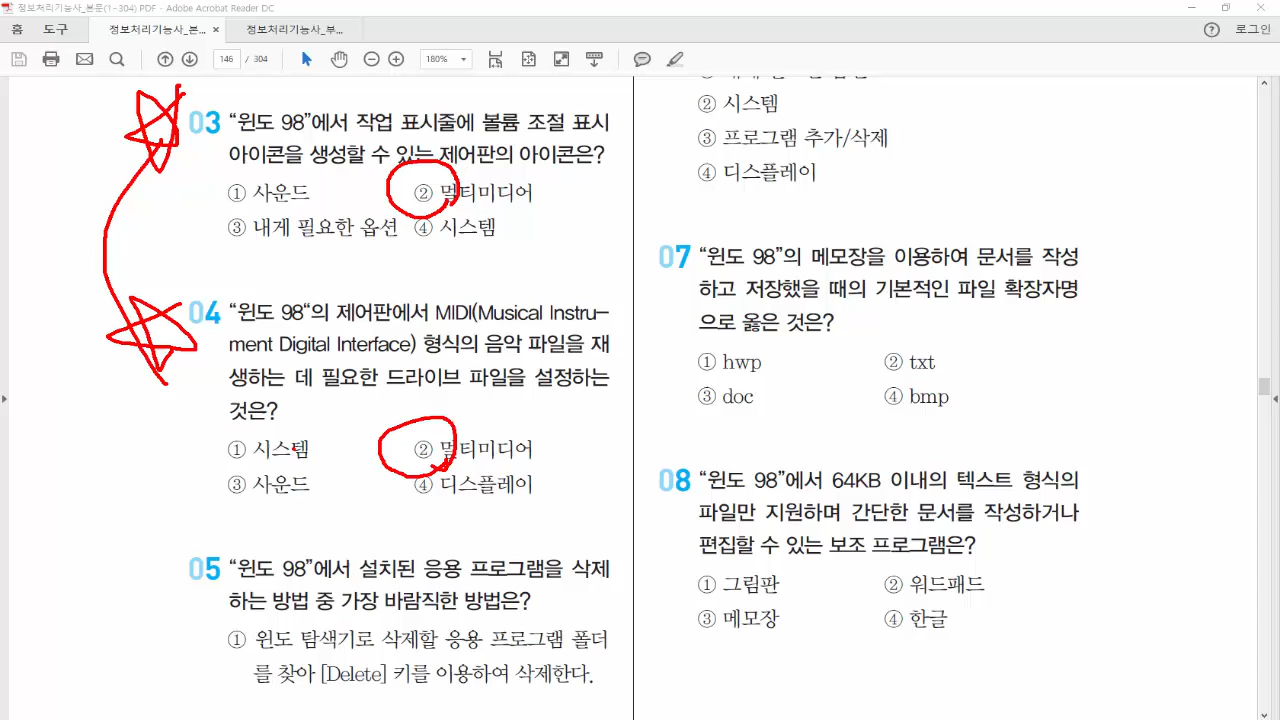 정보처리기능사_본문(1~304) PDF - Adobe Acrobat Reader DC
홈 도구 정보처리기능사_본... × 정보처리기능사_부... 로그인
146 / 304 180%
03 “윈도 98”에서 작업 표시줄에 볼륨 조절 표시
아이콘을 생성할 수 있는 제어판의 아이콘은?
① 사운드 ② 멀티미디어
③ 내게 필요한 옵션 ④ 시스템
04 “윈도 98“의 제어판에서 MIDI(Musical Instru-
ment Digital Interface) 형식의 음악 파일을 재
생하는 데 필요한 드라이브 파일을 설정하는
것은?
① 시스템 ② 멀티미디어
③ 사운드 ④ 디스플레이
05 “윈도 98”에서 설치된 응용 프로그램을 삭제
하는 방법 중 가장 바람직한 방법은?
① 윈도 탐색기로 삭제할 응용 프로그램 폴더
를 찾아 [Delete] 키를 이용하여 삭제한다.
② 시스템
③ 프로그램 추가/삭제
④ 디스플레이
07 “윈도 98”의 메모장을 이용하여 문서를 작성
하고 저장했을 때의 기본적인 파일 확장자명
으로 옳은 것은?
① hwp ② txt
③ doc ④ bmp
08 “윈도 98”에서 64KB 이내의 텍스트 형식의
파일만 지원하며 간단한 문서를 작성하거나
편집할 수 있는 보조 프로그램은?
① 그림판 ② 워드패드
③ 메모장 ④ 한글